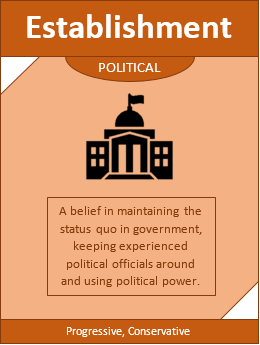 Establishment
POLITICAL
A belief in maintaining the
status quo in government,
keeping experienced
political officials around
and using political power.
Progressive, Conservative